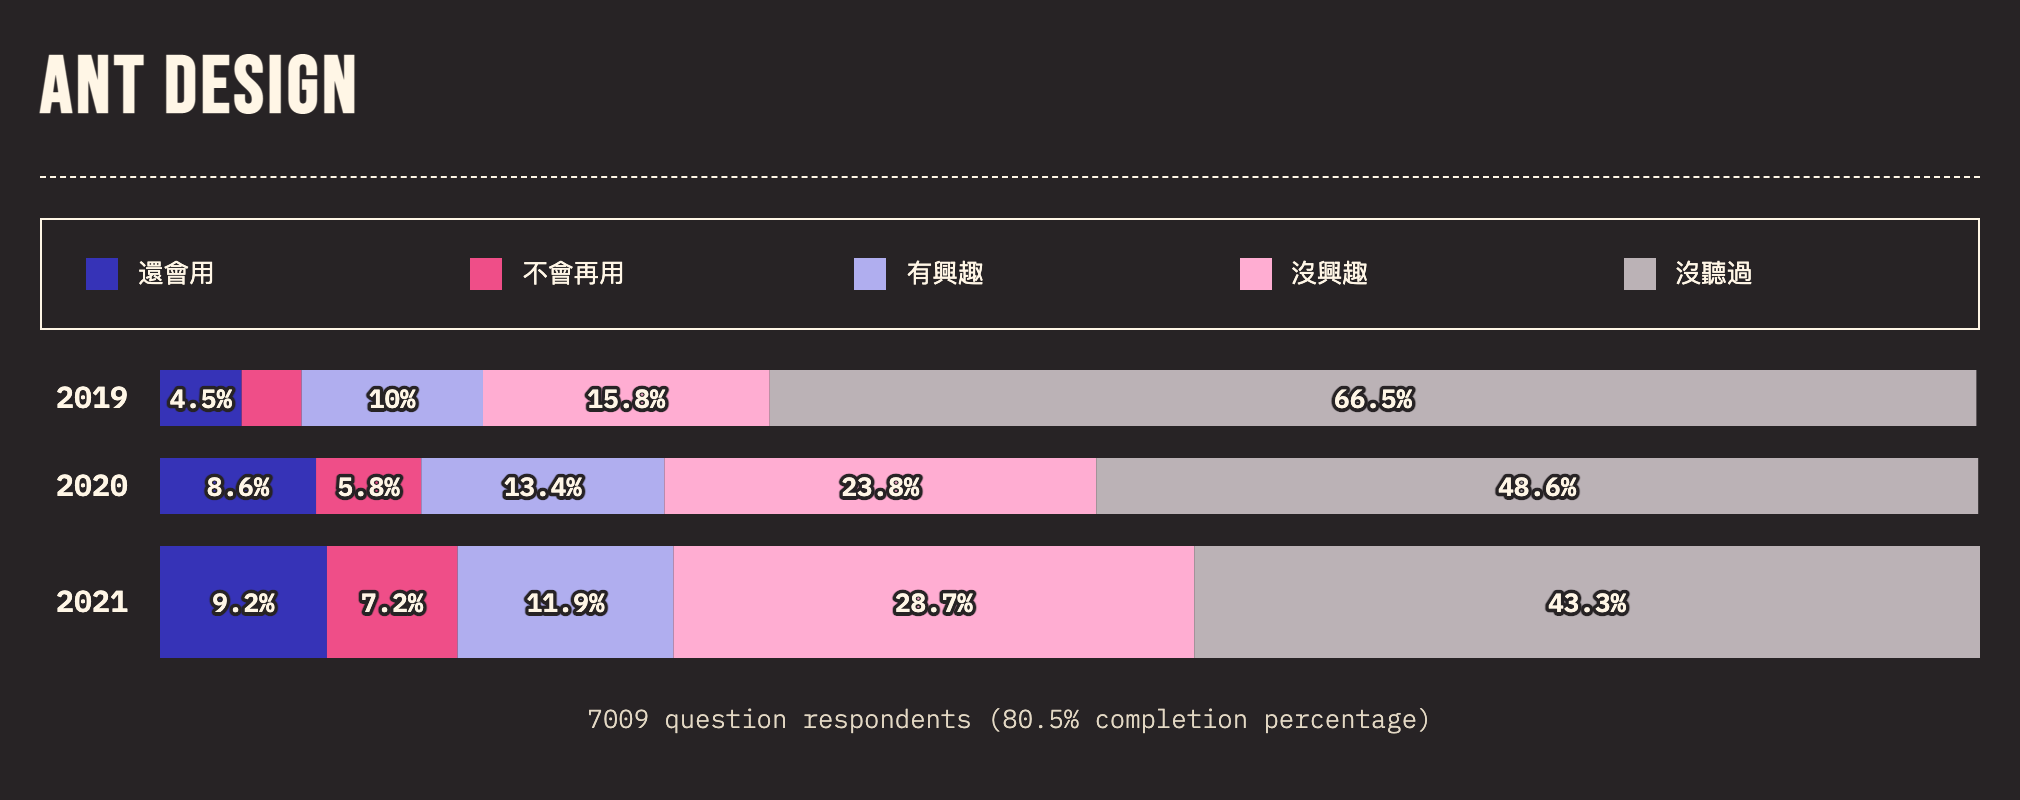 ANT DESIGN
還會用 不會再用 有興趣 沒興趣 沒聽過
2019 4.5% 10% 15.8% 66.5%
2020 8.6% 5.8% 13.4% 23.8% 48.6%
2021 9.2% 7.2% 11.9% 28.7% 43.3%
7009 question respondents (80.5% completion percentage)